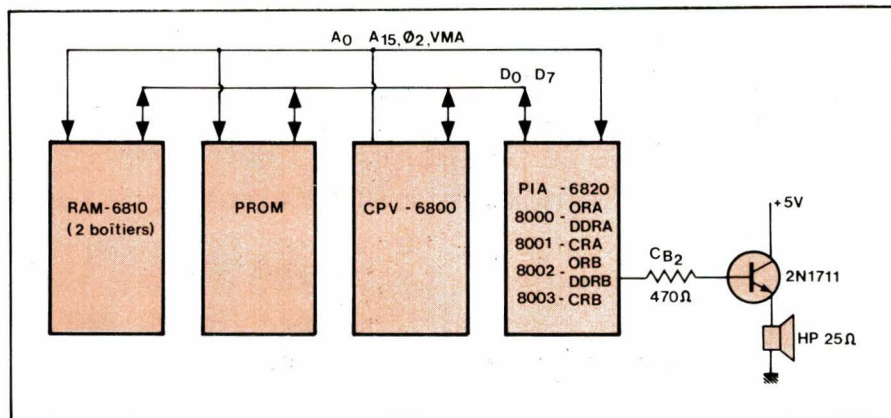 A0 A15, Ø2, VMA
D0 D7
RAM-6810
(2 boîtiers)
PROM
CPV - 6800
PIA - 6820
8000 - ORA
DDRA
8001 - CRA
8002 - ORB
DDRB
8003 - CRB
CB2
470Ω
+5V
2N1711
HP 25Ω